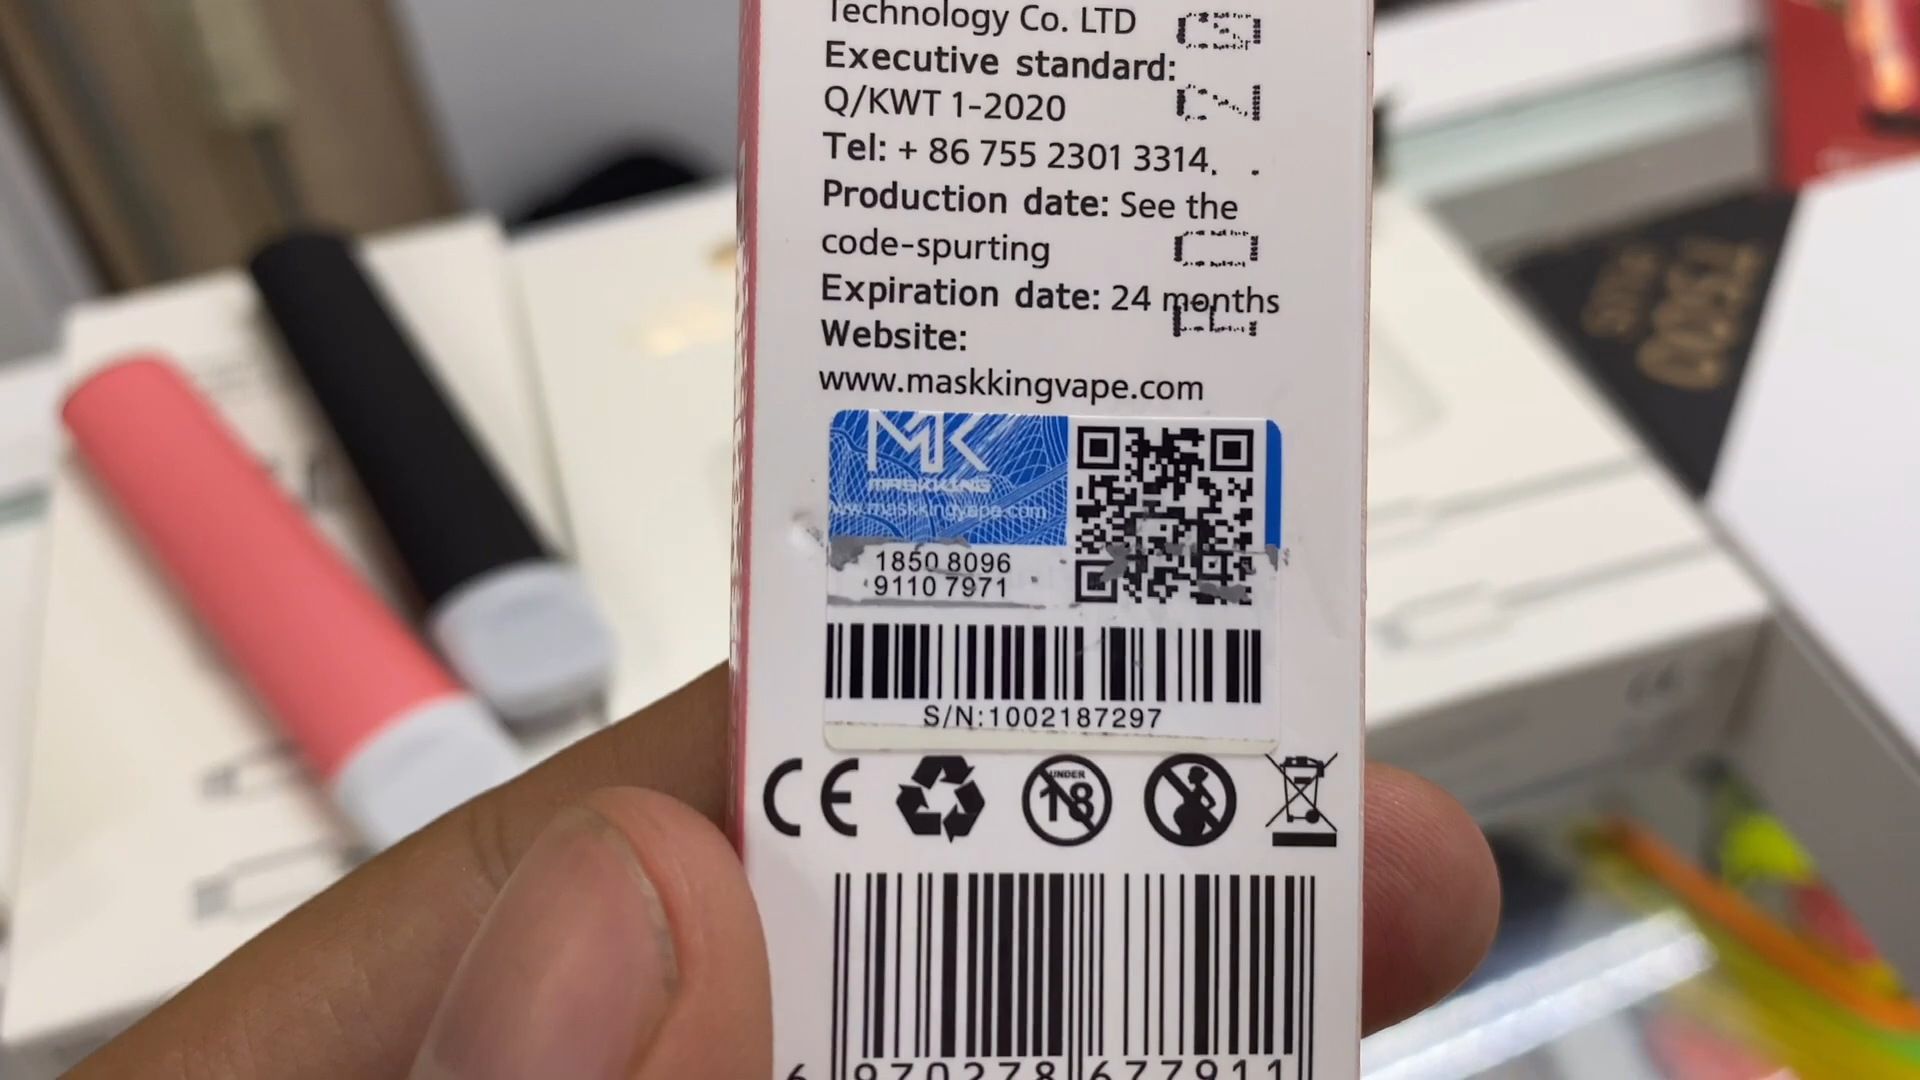 Technology Co. LTD
Executive standard:
Q/KWT 1-2020
Tel: + 86 755 2301 3314.
Production date: See the
code-spurting
Expiration date: 24 months
Website:
www.maskkingvape.com
MK
MASKKING
www.maskkingvape.com
1850 8096
9110 7971
S/N:1002187297
CE
UNDER
18
6 970278 677911